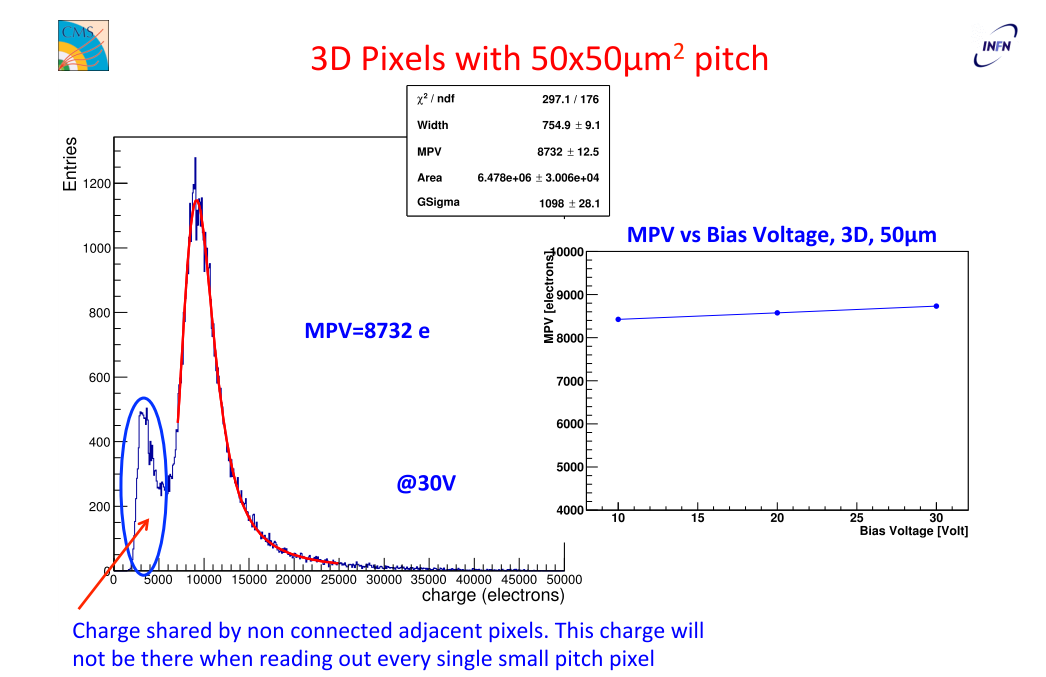 CMS
INFN
3D Pixels with 50x50μm² pitch
χ² / ndf 297.1 / 176
Width 754.9 ± 9.1
MPV 8732 ± 12.5
Area 6.478e+06 ± 3.006e+04
GSigma 1098 ± 28.1
Entries
1200
1000
800
600
400
200
0
MPV=8732 e
@30V
0 5000 10000 15000 20000 25000 30000 35000 40000 45000 50000
charge (electrons)
MPV vs Bias Voltage, 3D, 50μm
MPV [electrons]
10000
9000
8000
7000
6000
5000
4000
10 15 20 25 30
Bias Voltage [Volt]
Charge shared by non connected adjacent pixels. This charge will
not be there when reading out every single small pitch pixel